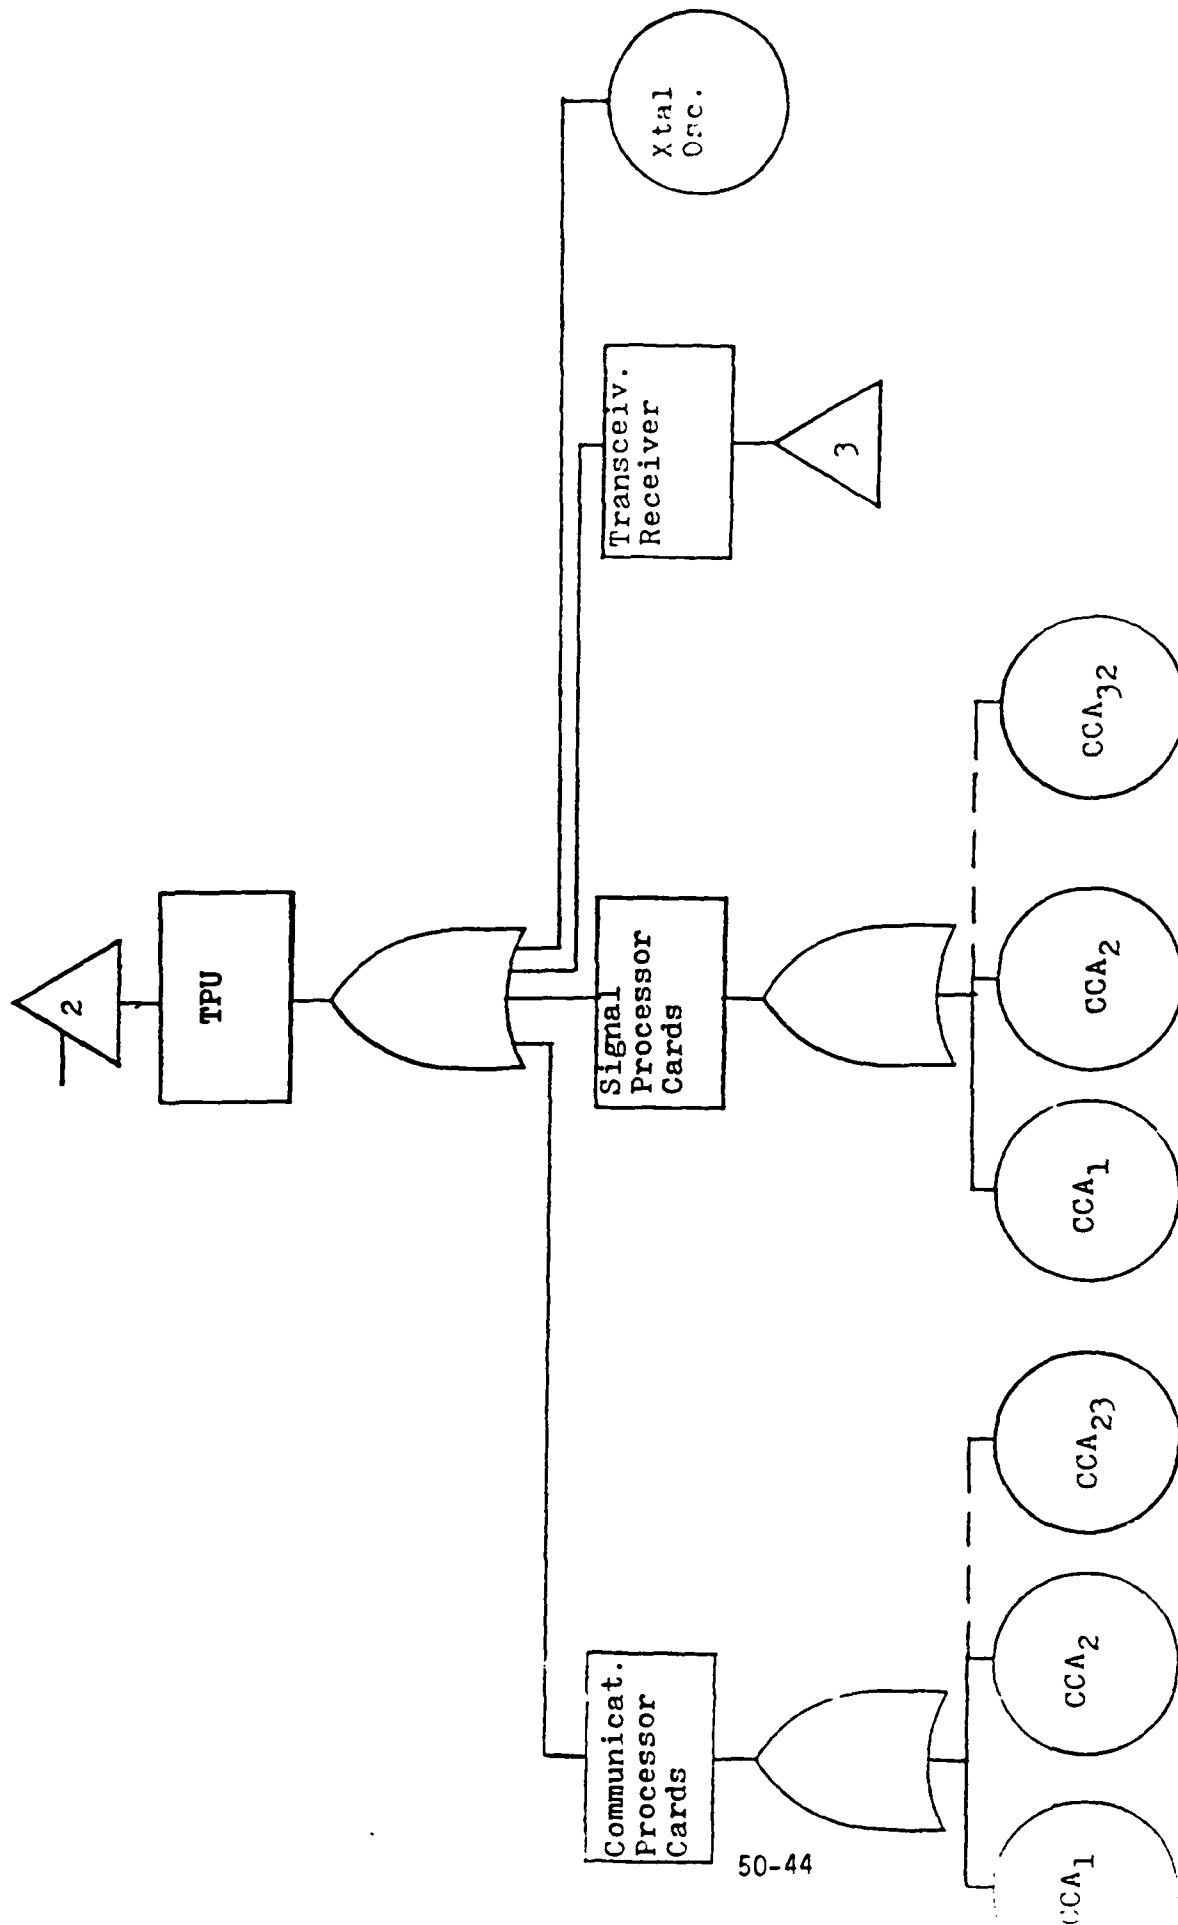 2
TPU
Communicat.
Processor
Cards
Signal
Processor
Cards
Transceiv.
Receiver
Xtal
Osc.
3
CCA1
CCA2
CCA23
CCA1
CCA2
CCA32
50-44